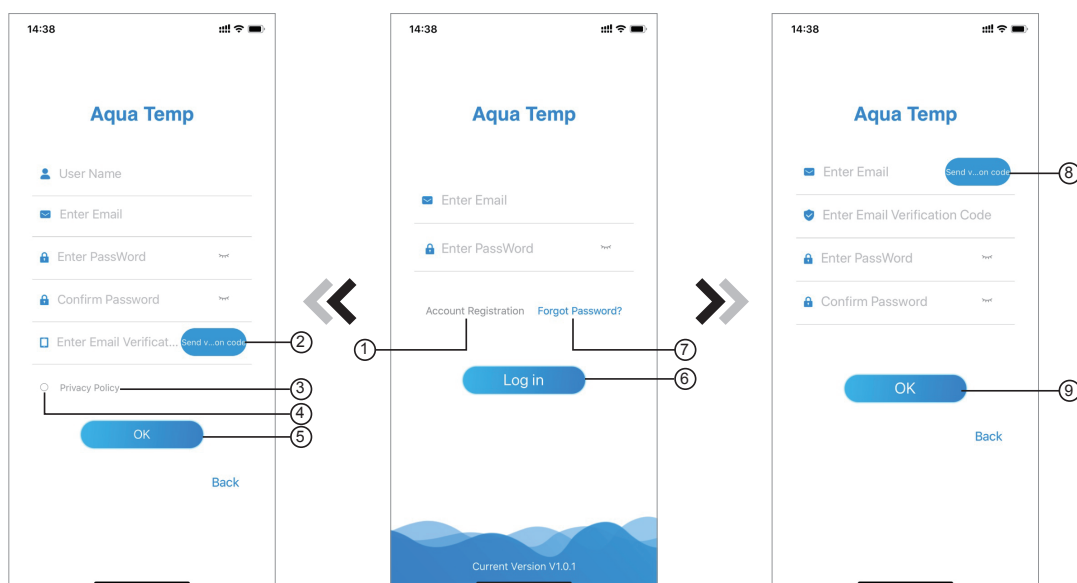 14:38
Aqua Temp
User Name
Enter Email
Enter PassWord
Confirm Password
Enter Email Verificat...
Send v...on code
②
Privacy Policy
③
④
OK
⑤
Back
14:38
Aqua Temp
Enter Email
Enter PassWord
Account Registration
Forgot Password?
①
⑦
Log in
⑥
Current Version V1.0.1
14:38
Aqua Temp
Enter Email
Send v...on code
⑧
Enter Email Verification Code
Enter PassWord
Confirm Password
OK
⑨
Back